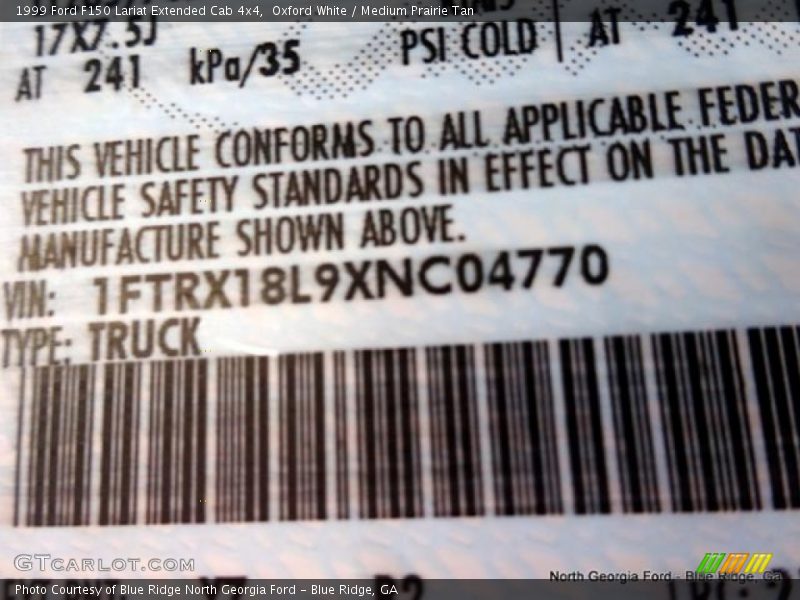 1999 Ford F150 Lariat Extended Cab 4x4,  Oxford White / Medium Prairie Tan
17X7.5J
AT 241 kPa/35 PSI COLD AT 241
THIS VEHICLE CONFORMS TO ALL APPLICABLE FEDER
VEHICLE SAFETY STANDARDS IN EFFECT ON THE DAT
MANUFACTURE SHOWN ABOVE.
VIN: 1FTRX18L9XNC04770
TYPE: TRUCK
GTCARLOT.COM
North Georgia Ford - Blue Ridge, Ga
Photo Courtesy of Blue Ridge North Georgia Ford – Blue Ridge, GA